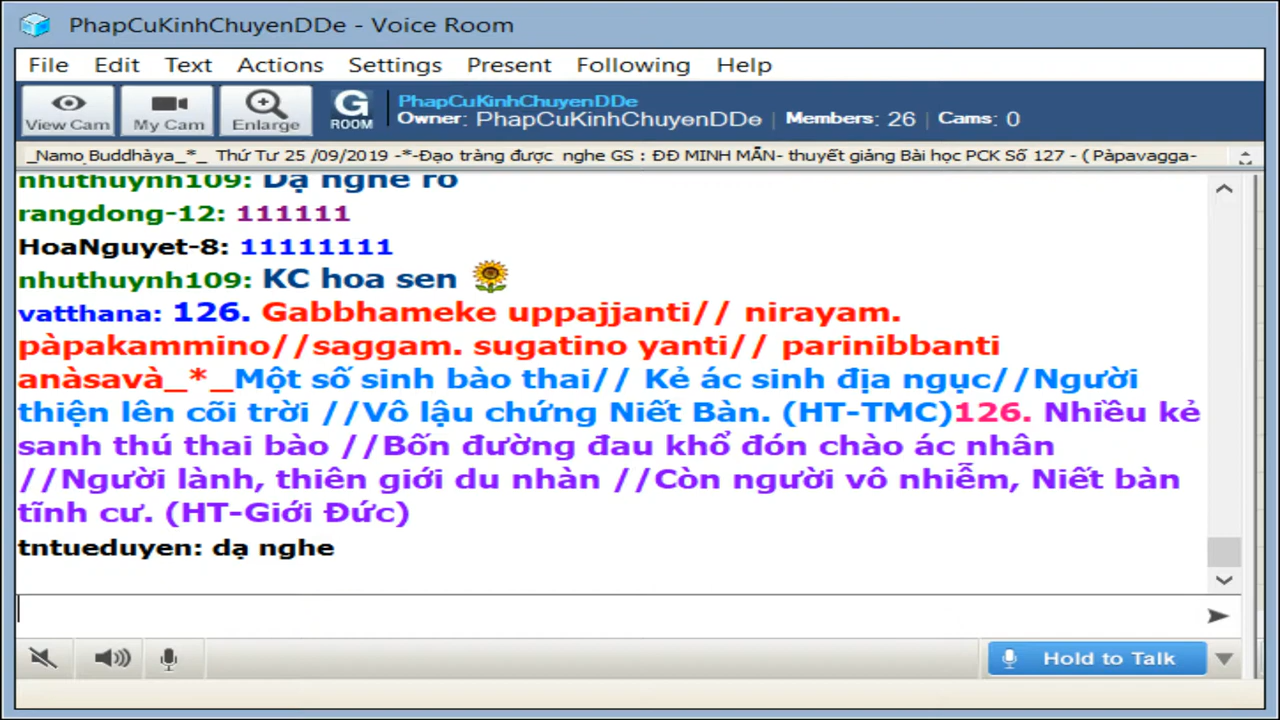 PhapCuKinhChuyenDDe - Voice Room
File Edit Text Actions Settings Present Following Help
View Cam My Cam Enlarge G ROOM
PhapCuKinhChuyenDDe
Owner: PhapCuKinhChuyenDDe | Members: 26 | Cams: 0
_Namo_Buddhàya_*_ Thứ Tư 25 /09/2019 -*-Đạo tràng được nghe GS : ĐĐ MINH MẪN- thuyết giảng Bài học PCK Số 127 - ( Pàpavagga-
nhuthuynh109: Dạ nghe rõ
rangdong-12: 111111
HoaNguyet-8: 11111111
nhuthuynh109: KC hoa sen
vatthana: 126. Gabbhameke uppajjanti// nirayam.
pàpakammino//saggam. sugatino yanti// parinibbanti
anàsavà_*_Một số sinh bào thai// Kẻ ác sinh địa ngục//Người
thiện lên cõi trời //Vô lậu chứng Niết Bàn. (HT-TMC)126. Nhiều kẻ
sanh thú thai bào //Bốn đường đau khổ đón chào ác nhân
//Người lành, thiên giới du nhàn //Còn người vô nhiễm, Niết bàn
tĩnh cư. (HT-Giới Đức)
tntueduyen: dạ nghe
Hold to Talk